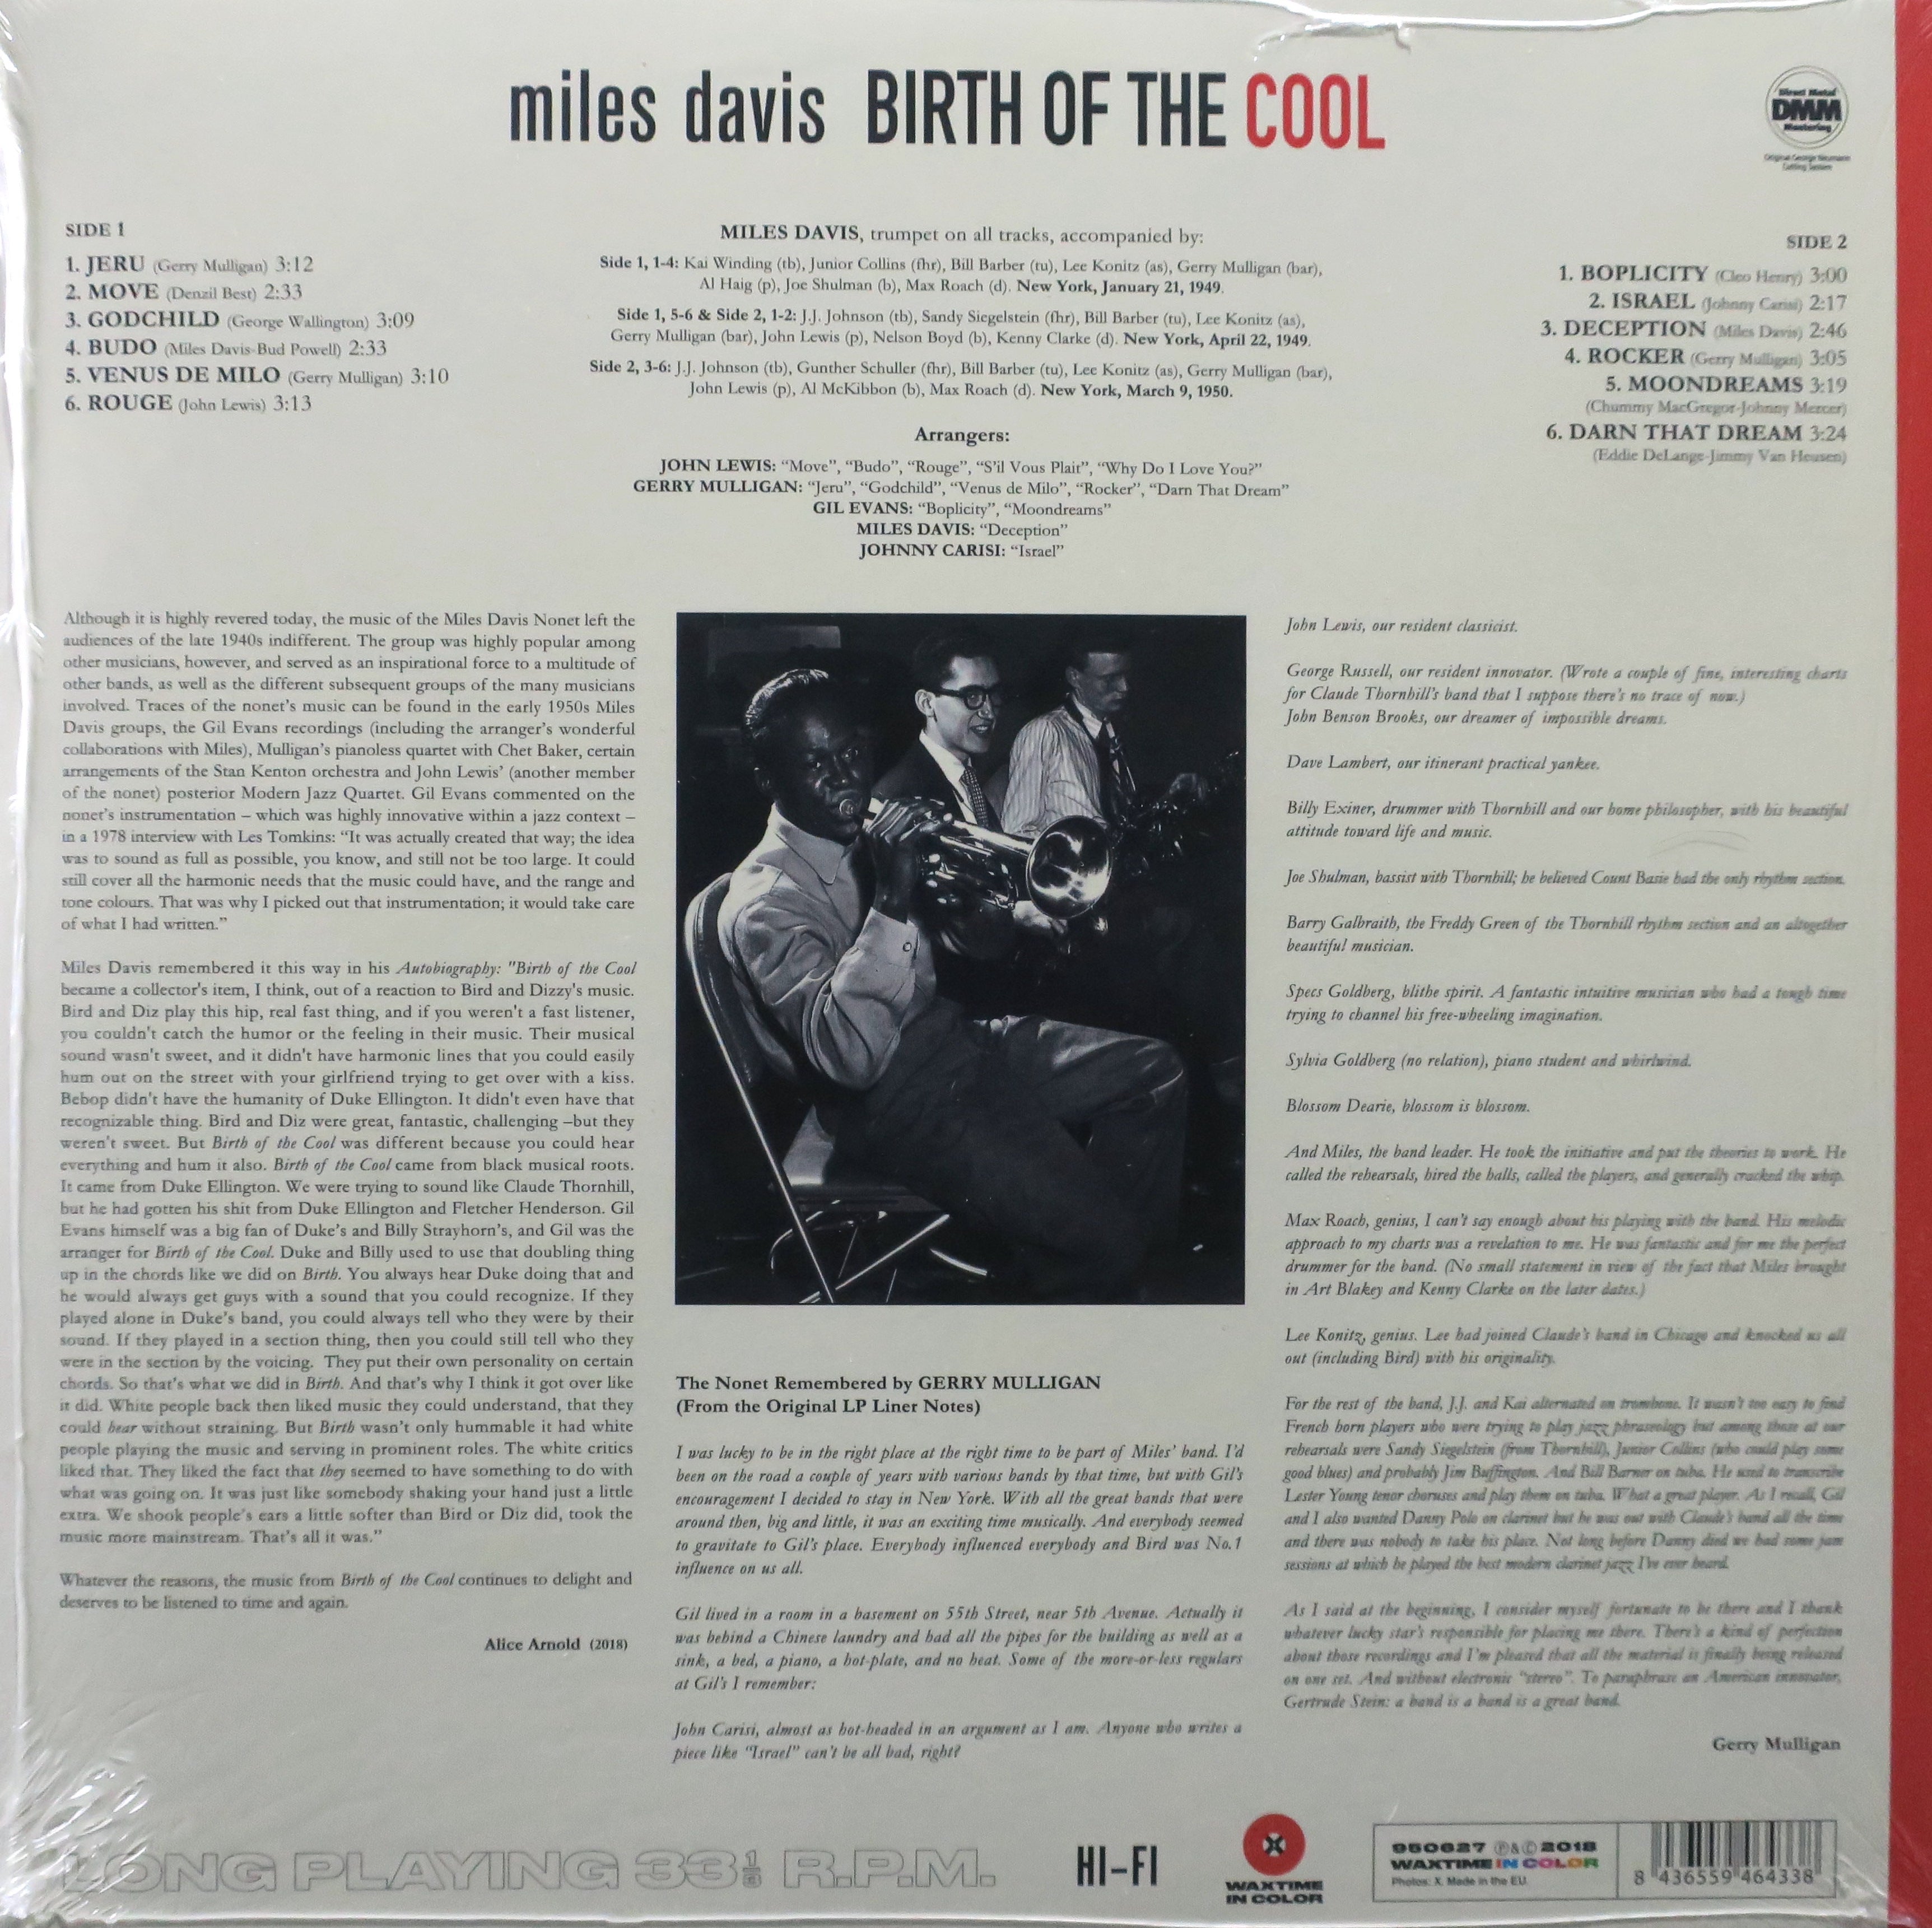 miles davis BIRTH OF THE COOL
Direct Metal
DMM
Mastering
Original George Neumann
Cutting System
SIDE 1
1. JERU (Gerry Mulligan) 3:12
2. MOVE (Denzil Best) 2:33
3. GODCHILD (George Wallington) 3:09
4. BUDO (Miles Davis-Bud Powell) 2:33
5. VENUS DE MILO (Gerry Mulligan) 3:10
6. ROUGE (John Lewis) 3:13
MILES DAVIS, trumpet on all tracks, accompanied by:
Side 1, 1-4: Kai Winding (tb), Junior Collins (fhr), Bill Barber (tu), Lee Konitz (as), Gerry Mulligan (bar),
Al Haig (p), Joe Shulman (b), Max Roach (d). New York, January 21, 1949.
Side 1, 5-6 & Side 2, 1-2: J.J. Johnson (tb), Sandy Siegelstein (fhr), Bill Barber (tu), Lee Konitz (as),
Gerry Mulligan (bar), John Lewis (p), Nelson Boyd (b), Kenny Clarke (d). New York, April 22, 1949.
Side 2, 3-6: J.J. Johnson (tb), Gunther Schuller (fhr), Bill Barber (tu), Lee Konitz (as), Gerry Mulligan (bar),
John Lewis (p), Al McKibbon (b), Max Roach (d). New York, March 9, 1950.
Arrangers:
JOHN LEWIS: “Move”, “Budo”, “Rouge”, “S’il Vous Plait”, “Why Do I Love You?”
GERRY MULLIGAN: “Jeru”, “Godchild”, “Venus de Milo”, “Rocker”, “Darn That Dream”
GIL EVANS: “Boplicity”, “Moondreams”
MILES DAVIS: “Deception”
JOHNNY CARISI: “Israel”
SIDE 2
1. BOPLICITY (Cleo Henry) 3:00
2. ISRAEL (Johnny Carisi) 2:17
3. DECEPTION (Miles Davis) 2:46
4. ROCKER (Gerry Mulligan) 3:05
5. MOONDREAMS 3:19
(Chummy MacGregor-Johnny Mercer)
6. DARN THAT DREAM 3:24
(Eddie DeLange-Jimmy Van Heusen)
Although it is highly revered today, the music of the Miles Davis Nonet left the
audiences of the late 1940s indifferent. The group was highly popular among
other musicians, however, and served as an inspirational force to a multitude of
other bands, as well as the different subsequent groups of the many musicians
involved. Traces of the nonet’s music can be found in the early 1950s Miles
Davis groups, the Gil Evans recordings (including the arranger’s wonderful
collaborations with Miles), Mulligan’s pianoless quartet with Chet Baker, certain
arrangements of the Stan Kenton orchestra and John Lewis’ (another member
of the nonet) posterior Modern Jazz Quartet. Gil Evans commented on the
nonet’s instrumentation – which was highly innovative within a jazz context –
in a 1978 interview with Les Tomkins: “It was actually created that way; the idea
was to sound as full as possible, you know, and still not be too large. It could
still cover all the harmonic needs that the music could have, and the range and
tone colours. That was why I picked out that instrumentation; it would take care
of what I had written.”
Miles Davis remembered it this way in his Autobiography: "Birth of the Cool
became a collector's item, I think, out of a reaction to Bird and Dizzy's music.
Bird and Diz play this hip, real fast thing, and if you weren't a fast listener,
you couldn't catch the humor or the feeling in their music. Their musical
sound wasn't sweet, and it didn't have harmonic lines that you could easily
hum out on the street with your girlfriend trying to get over with a kiss.
Bebop didn't have the humanity of Duke Ellington. It didn't even have that
recognizable thing. Bird and Diz were great, fantastic, challenging –but they
weren't sweet. But Birth of the Cool was different because you could hear
everything and hum it also. Birth of the Cool came from black musical roots.
It came from Duke Ellington. We were trying to sound like Claude Thornhill,
but he had gotten his shit from Duke Ellington and Fletcher Henderson. Gil
Evans himself was a big fan of Duke's and Billy Strayhorn's, and Gil was the
arranger for Birth of the Cool. Duke and Billy used to use that doubling thing
up in the chords like we did on Birth. You always hear Duke doing that and
he would always get guys with a sound that you could recognize. If they
played alone in Duke's band, you could always tell who they were by their
sound. If they played in a section thing, then you could still tell who they
were in the section by the voicing. They put their own personality on certain
chords. So that's what we did in Birth. And that's why I think it got over like
it did. White people back then liked music they could understand, that they
could hear without straining. But Birth wasn’t only hummable it had white
people playing the music and serving in prominent roles. The white critics
liked that. They liked the fact that they seemed to have something to do with
what was going on. It was just like somebody shaking your hand just a little
extra. We shook people's ears a little softer than Bird or Diz did, took the
music more mainstream. That’s all it was.”
Whatever the reasons, the music from Birth of the Cool continues to delight and
deserves to be listened to time and again.
Alice Arnold (2018)
The Nonet Remembered by GERRY MULLIGAN
(From the Original LP Liner Notes)
I was lucky to be in the right place at the right time to be part of Miles’ band. I’d
been on the road a couple of years with various bands by that time, but with Gil’s
encouragement I decided to stay in New York. With all the great bands that were
around then, big and little, it was an exciting time musically. And everybody seemed
to gravitate to Gil’s place. Everybody influenced everybody and Bird was No.1
influence on us all.
Gil lived in a room in a basement on 55th Street, near 5th Avenue. Actually it
was behind a Chinese laundry and had all the pipes for the building as well as a
sink, a bed, a piano, a hot-plate, and no heat. Some of the more-or-less regulars
at Gil’s I remember:
John Carisi, almost as hot-headed in an argument as I am. Anyone who writes a
piece like “Israel” can’t be all bad, right?
John Lewis, our resident classicist.
George Russell, our resident innovator. (Wrote a couple of fine, interesting charts
for Claude Thornhill’s band that I suppose there’s no trace of now.)
John Benson Brooks, our dreamer of impossible dreams.
Dave Lambert, our itinerant practical yankee.
Billy Exiner, drummer with Thornhill and our home philosopher, with his beautiful
attitude toward life and music.
Joe Shulman, bassist with Thornhill; he believed Count Basie had the only rhythm section.
Barry Galbraith, the Freddy Green of the Thornhill rhythm section and an altogether
beautiful musician.
Specs Goldberg, blithe spirit. A fantastic intuitive musician who had a tough time
trying to channel his free-wheeling imagination.
Sylvia Goldberg (no relation), piano student and whirlwind.
Blossom Dearie, blossom is blossom.
And Miles, the band leader. He took the initiative and put the theories to work. He
called the rehearsals, hired the halls, called the players, and generally cracked the whip.
Max Roach, genius, I can’t say enough about his playing with the band. His melodic
approach to my charts was a revelation to me. He was fantastic and for me the perfect
drummer for the band. (No small statement in view of the fact that Miles brought
in Art Blakey and Kenny Clarke on the later dates.)
Lee Konitz, genius. Lee had joined Claude’s band in Chicago and knocked us all
out (including Bird) with his originality.
For the rest of the band, J.J. and Kai alternated on trombone. It wasn’t too easy to find
French horn players who were trying to play jazz phraseology but among those at our
rehearsals were Sandy Siegelstein (from Thornhill), Junior Collins (who could play some
good blues) and probably Jim Buffington. And Bill Barner on tuba. He used to transcribe
Lester Young tenor choruses and play them on tuba. What a great player. As I recall, Gil
and I also wanted Danny Polo on clarinet but he was out with Claude’s band all the time
and there was nobody to take his place. Not long before Danny died we had some jam
sessions at which he played the best modern clarinet jazz I’ve ever heard.
As I said at the beginning, I consider myself fortunate to be there and I thank
whatever lucky star’s responsible for placing me there. There’s a kind of perfection
about those recordings and I’m pleased that all the material is finally being released
on one set. And without electronic “stereo”. To paraphrase an American innovator,
Gertrude Stein: a band is a band is a great band.
Gerry Mulligan
LONG PLAYING 33 1/3 R.P.M.
HI-FI
WAXTIME
IN COLOR
950627 Ⓟ&© 2018
WAXTIME IN COLOR
Photos: X. Made in the EU.
8 436559 464338